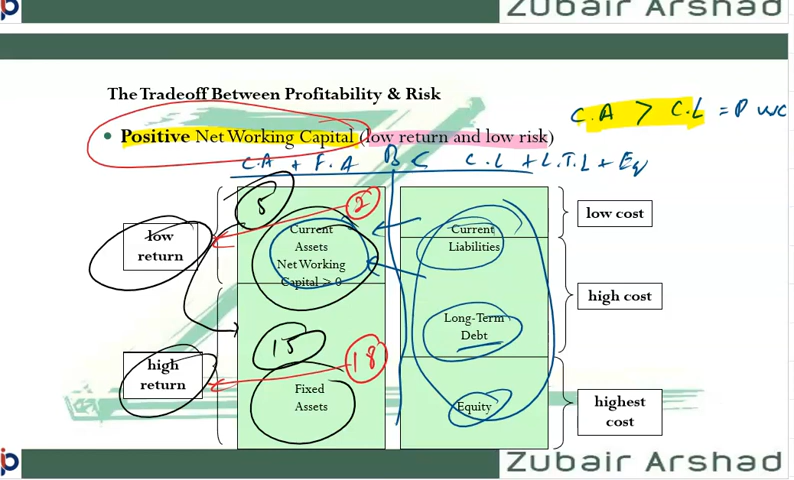 Zubair Arshad
The Tradeoff Between Profitability & Risk
• Positive Net Working Capital (low return and low risk)
C.A > C.L = P WC
C.A + F.A B C C.L + L.T.L + Eq
8
2
low return
Current Assets
Net Working Capital > 0
Current Liabilities
low cost
high cost
Long-Term Debt
15
18
high return
Fixed Assets
Equity
highest cost
Zubair Arshad